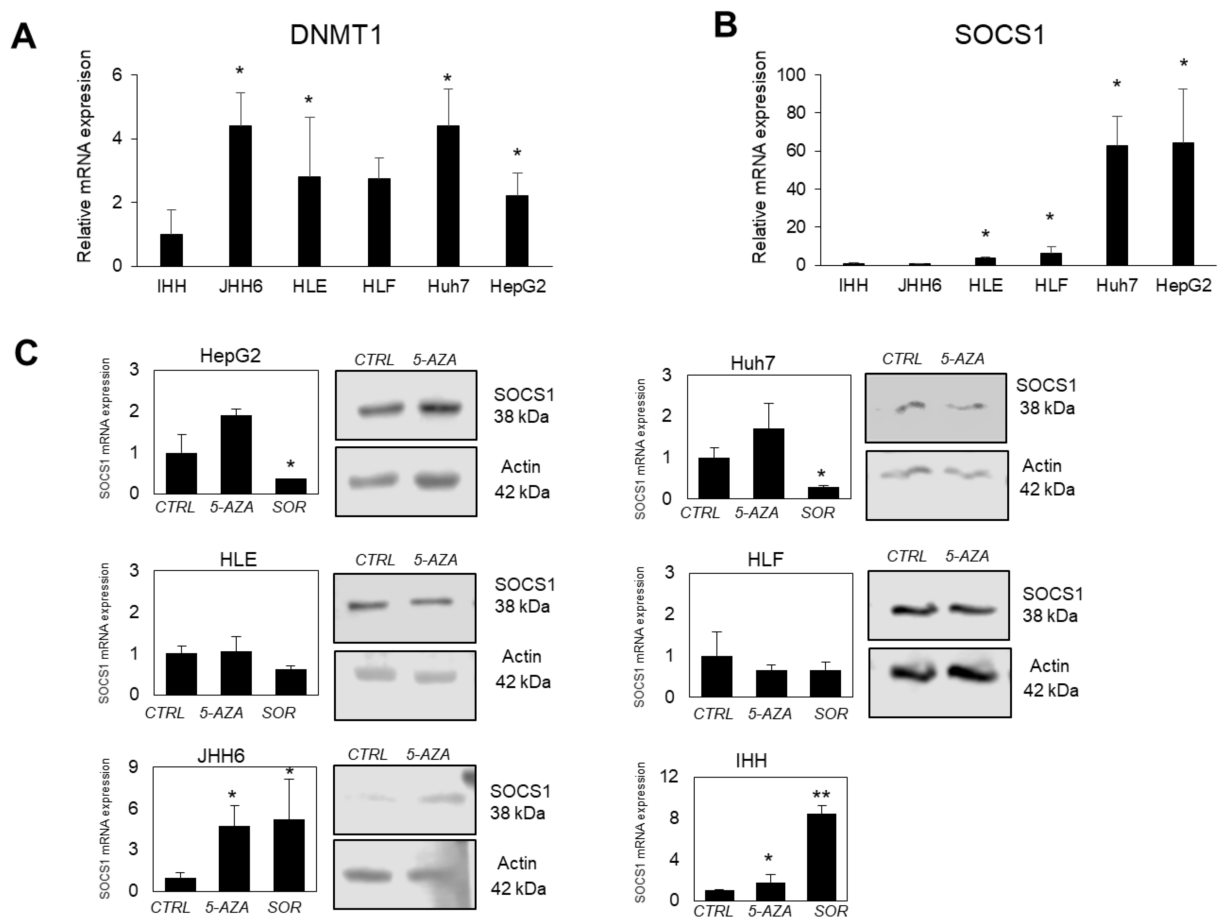 A
DNMT1
Relative mRNA expresison
6
4
2
0
*
*
*
*
IHH JHH6 HLE HLF Huh7 HepG2
B
SOCS1
Relative mRNA expresison
100
80
60
40
20
0
*
*
*
*
IHH JHH6 HLE HLF Huh7 HepG2
C
HepG2
SOCS1 mRNA expression
3
2
1
0
*
CTRL 5-AZA SOR
CTRL 5-AZA
SOCS1
38 kDa
Actin
42 kDa
Huh7
SOCS1 mRNA expression
3
2
1
0
*
CTRL 5-AZA SOR
CTRL 5-AZA
SOCS1
38 kDa
Actin
42 kDa
HLE
SOCS1 mRNA expression
3
2
1
0
CTRL 5-AZA SOR
CTRL 5-AZA
SOCS1
38 kDa
Actin
42 kDa
HLF
SOCS1 mRNA expression
3
2
1
0
CTRL 5-AZA SOR
CTRL 5-AZA
SOCS1
38 kDa
Actin
42 kDa
JHH6
SOCS1 mRNA expression
9
6
3
0
*
*
CTRL 5-AZA SOR
CTRL 5-AZA
SOCS1
38 kDa
Actin
42 kDa
IHH
SOCS1 mRNA expression
12
8
4
0
*
**
CTRL 5-AZA SOR